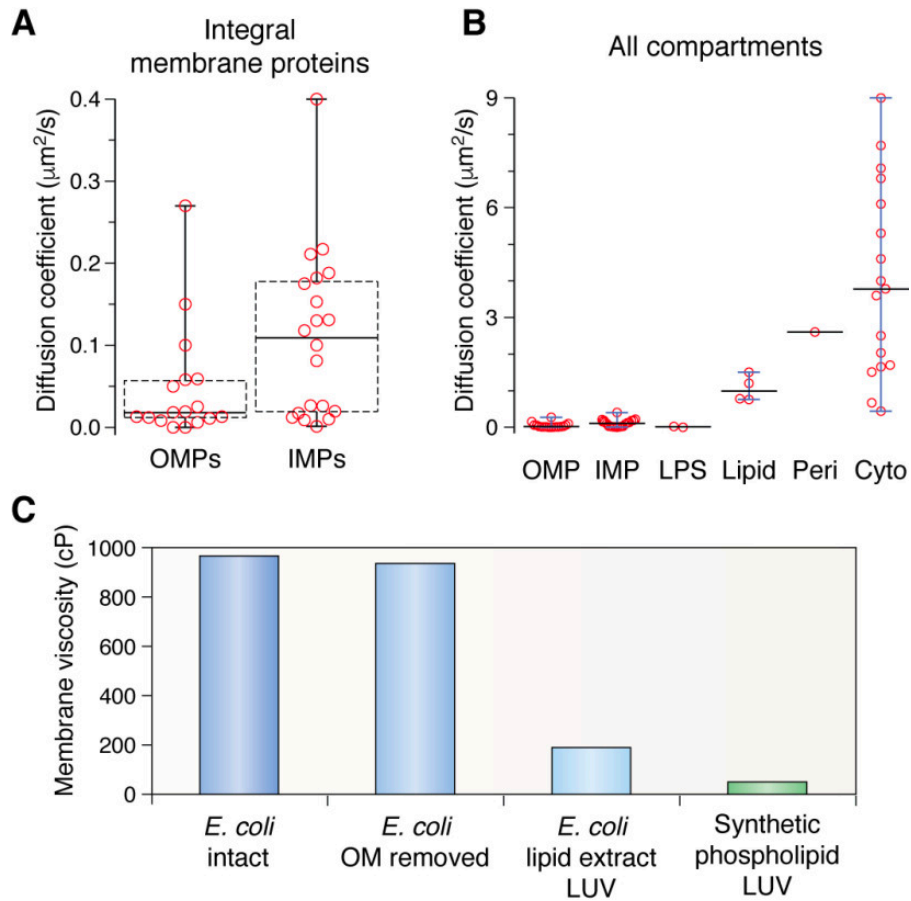 A
Integral
membrane proteins
Diffusion coefficient (μm²/s)
0.4
0.3
0.2
0.1
0.0
OMPs IMPs
B
All compartments
Diffusion coefficient (μm²/s)
9
6
3
0
OMP IMP LPS Lipid Peri Cyto
C
Membrane viscosity (cP)
1000
800
600
400
200
0
E. coli
intact
E. coli
OM removed
E. coli
lipid extract
LUV
Synthetic
phospholipid
LUV